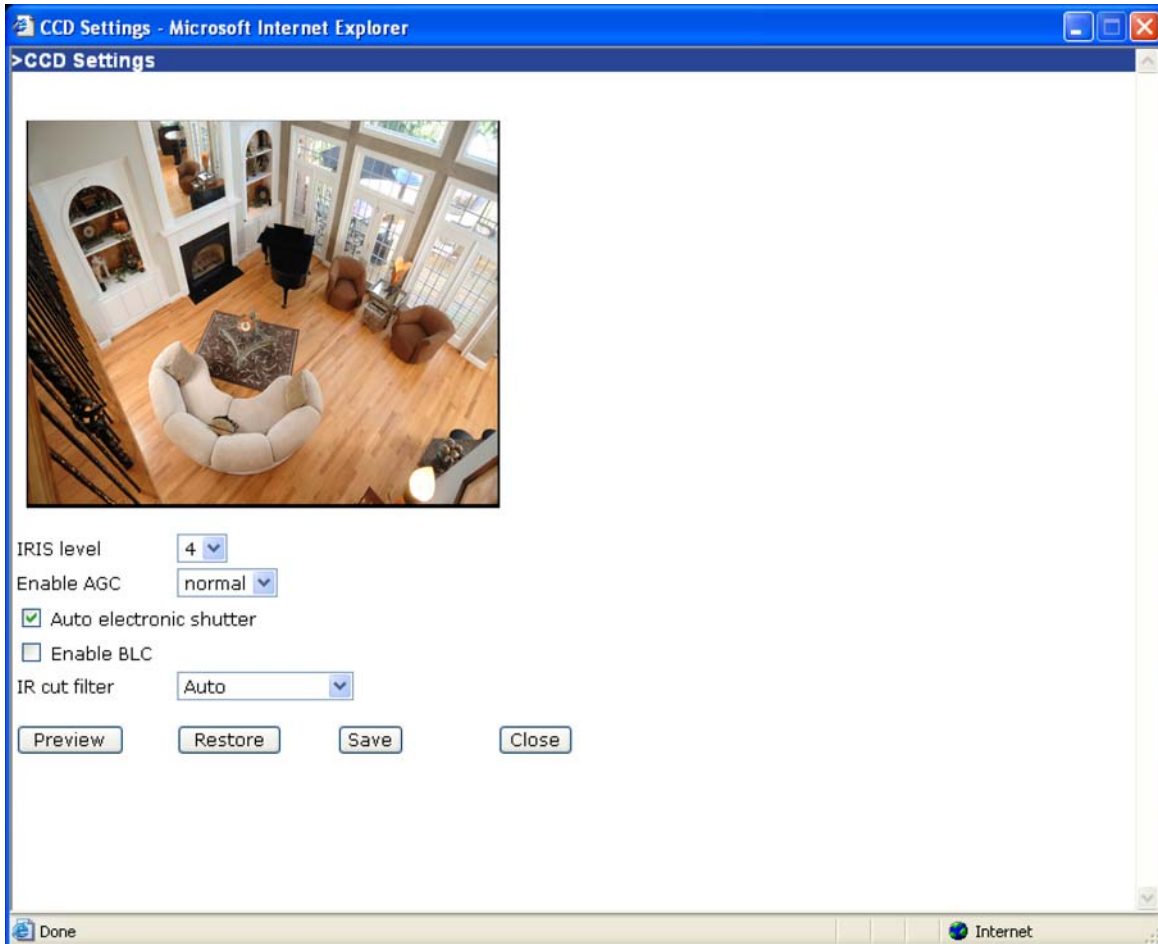 CCD Settings - Microsoft Internet Explorer
>CCD Settings
IRIS level 4
Enable AGC normal
Auto electronic shutter
Enable BLC
IR cut filter Auto
Preview Restore Save Close
Done Internet